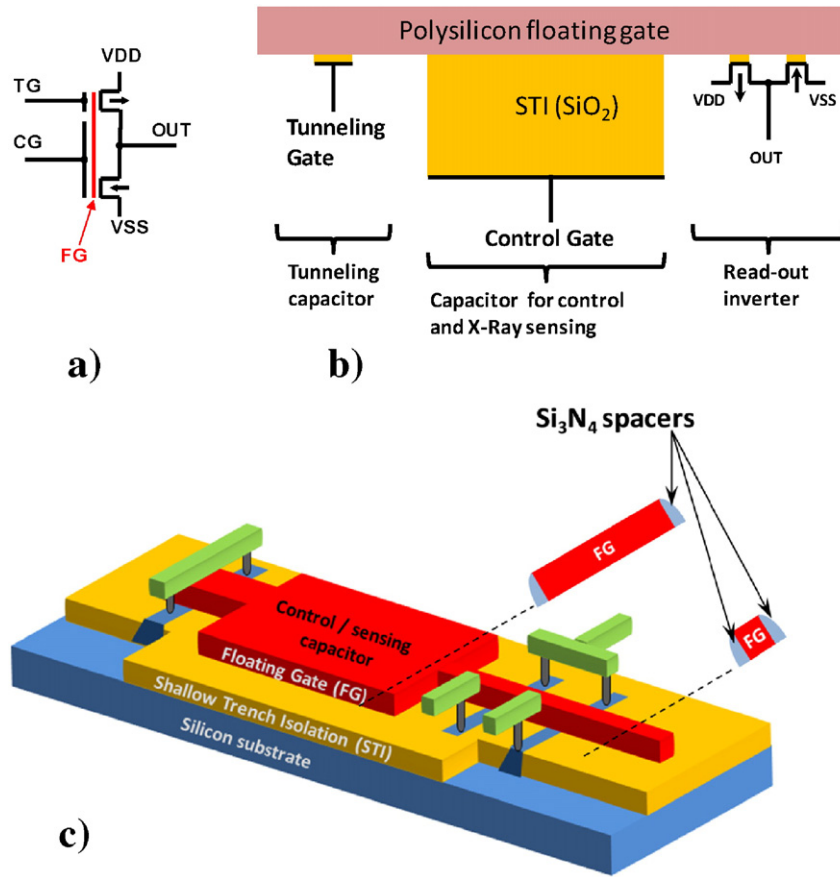 VDD
TG
CG
OUT
VSS
FG
a)
Polysilicon floating gate
Tunneling
Gate
STI (SiO₂)
VDD
VSS
OUT
Control Gate
Tunneling
capacitor
Capacitor for control
and X-Ray sensing
Read-out
inverter
b)
Si₃N₄ spacers
FG
FG
Control / sensing
capacitor
Floating Gate (FG)
Shallow Trench Isolation (STI)
Silicon substrate
c)